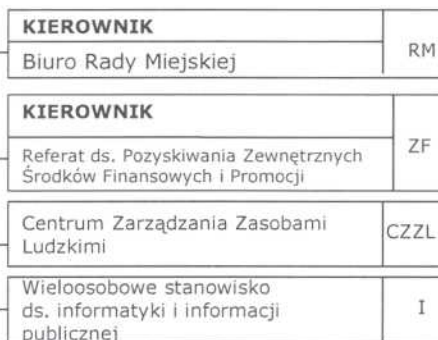 KIEROWNIK
Biuro Rady Miejskiej
RM
KIEROWNIK
Referat ds. Pozyskiwania Zewnętrznych
Środków Finansowych i Promocji
ZF
Centrum Zarządzania Zasobami
Ludzkimi
CZZL
Wieloosobowe stanowisko
ds. informatyki i informacji
publicznej
I